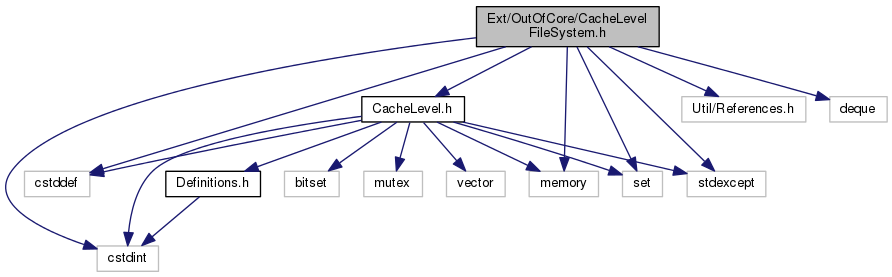 Ext/OutOfCore/CacheLevel
FileSystem.h
CacheLevel.h
Util/References.h
deque
cstddef
Definitions.h
bitset
mutex
vector
memory
set
stdexcept
cstdint